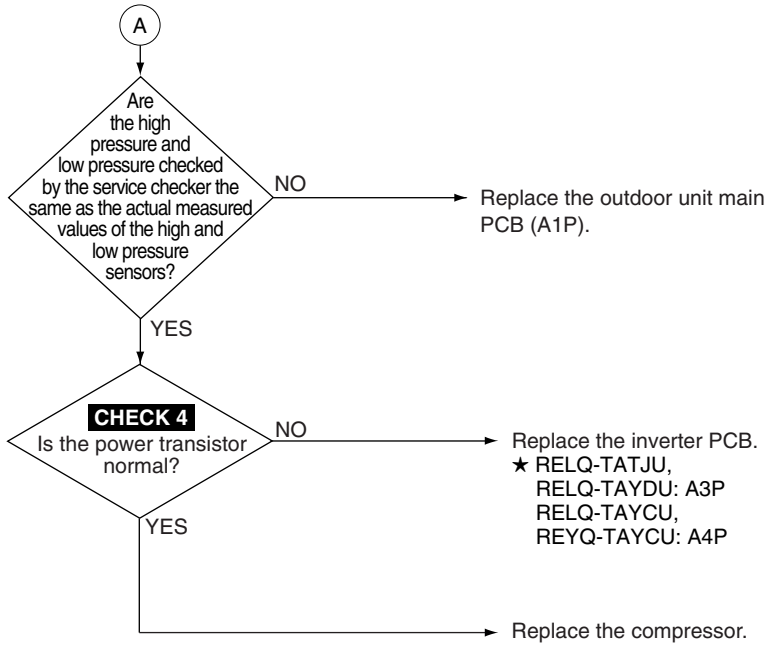 A
Are
the high
pressure and
low pressure checked
by the service checker the
same as the actual measured
values of the high and
low pressure
sensors?
NO
Replace the outdoor unit main
PCB (A1P).
YES
CHECK 4
Is the power transistor
normal?
NO
Replace the inverter PCB.
★ RELQ-TATJU,
RELQ-TAYDU: A3P
RELQ-TAYCU,
REYQ-TAYCU: A4P
YES
Replace the compressor.